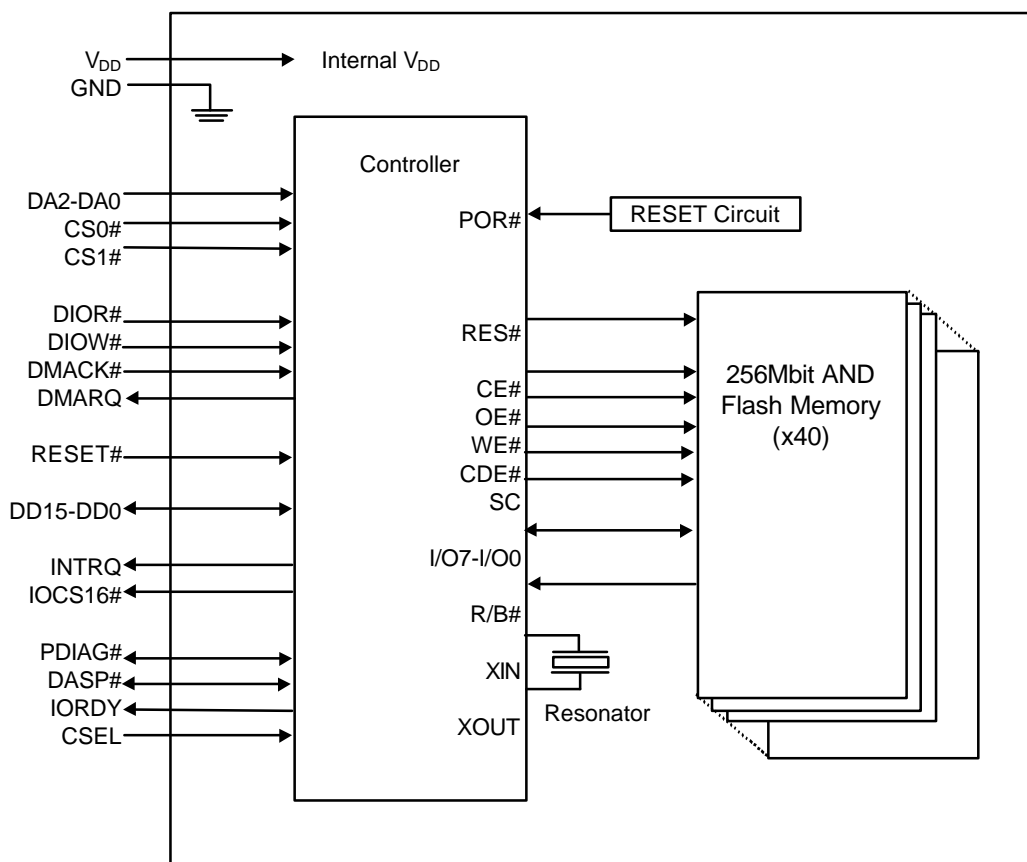 VDD
Internal VDD
GND
Controller
DA2-DA0
CS0#
CS1#
POR#
RESET Circuit
DIOR#
DIOW#
DMACK#
DMARQ
RESET#
DD15-DD0
INTRQ
IOCS16#
PDIAG#
DASP#
IORDY
CSEL
RES#
CE#
OE#
WE#
CDE#
SC
I/O7-I/O0
R/B#
XIN
XOUT
Resonator
256Mbit AND
Flash Memory
(x40)